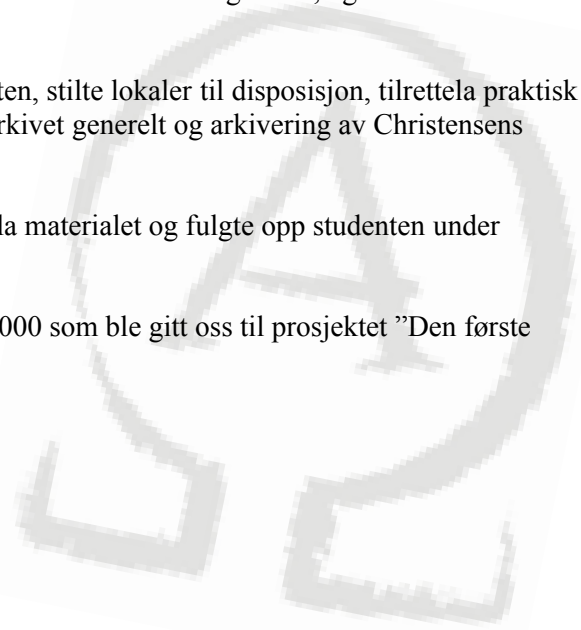 ten, stilte lokaler til disposisjon, tilrettela praktisk
rkivet generelt og arkivering av Christensens
la materialet og fulgte opp studenten under
000 som ble gitt oss til prosjektet ”Den første